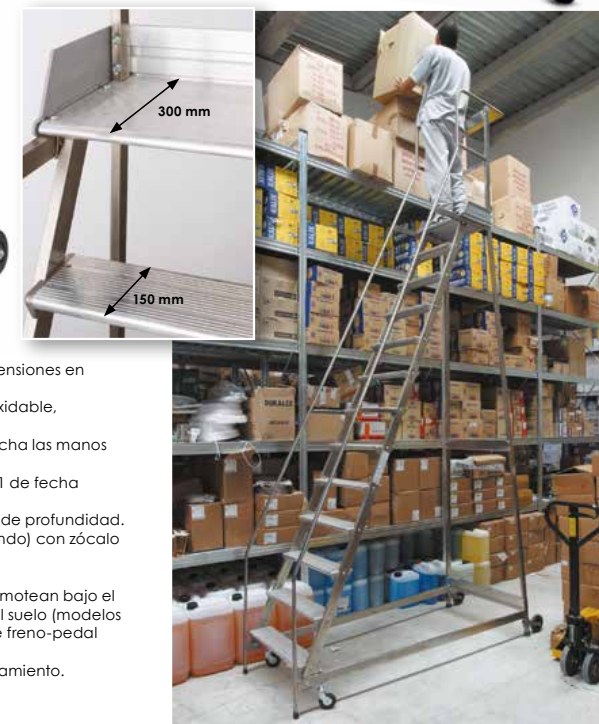 300 mm
150 mm
ensiones en
xidable,
cha las manos
1 de fecha
de profundidad.
ndo) con zócalo
motean bajo el
l suelo (modelos
e freno-pedal
amiento.